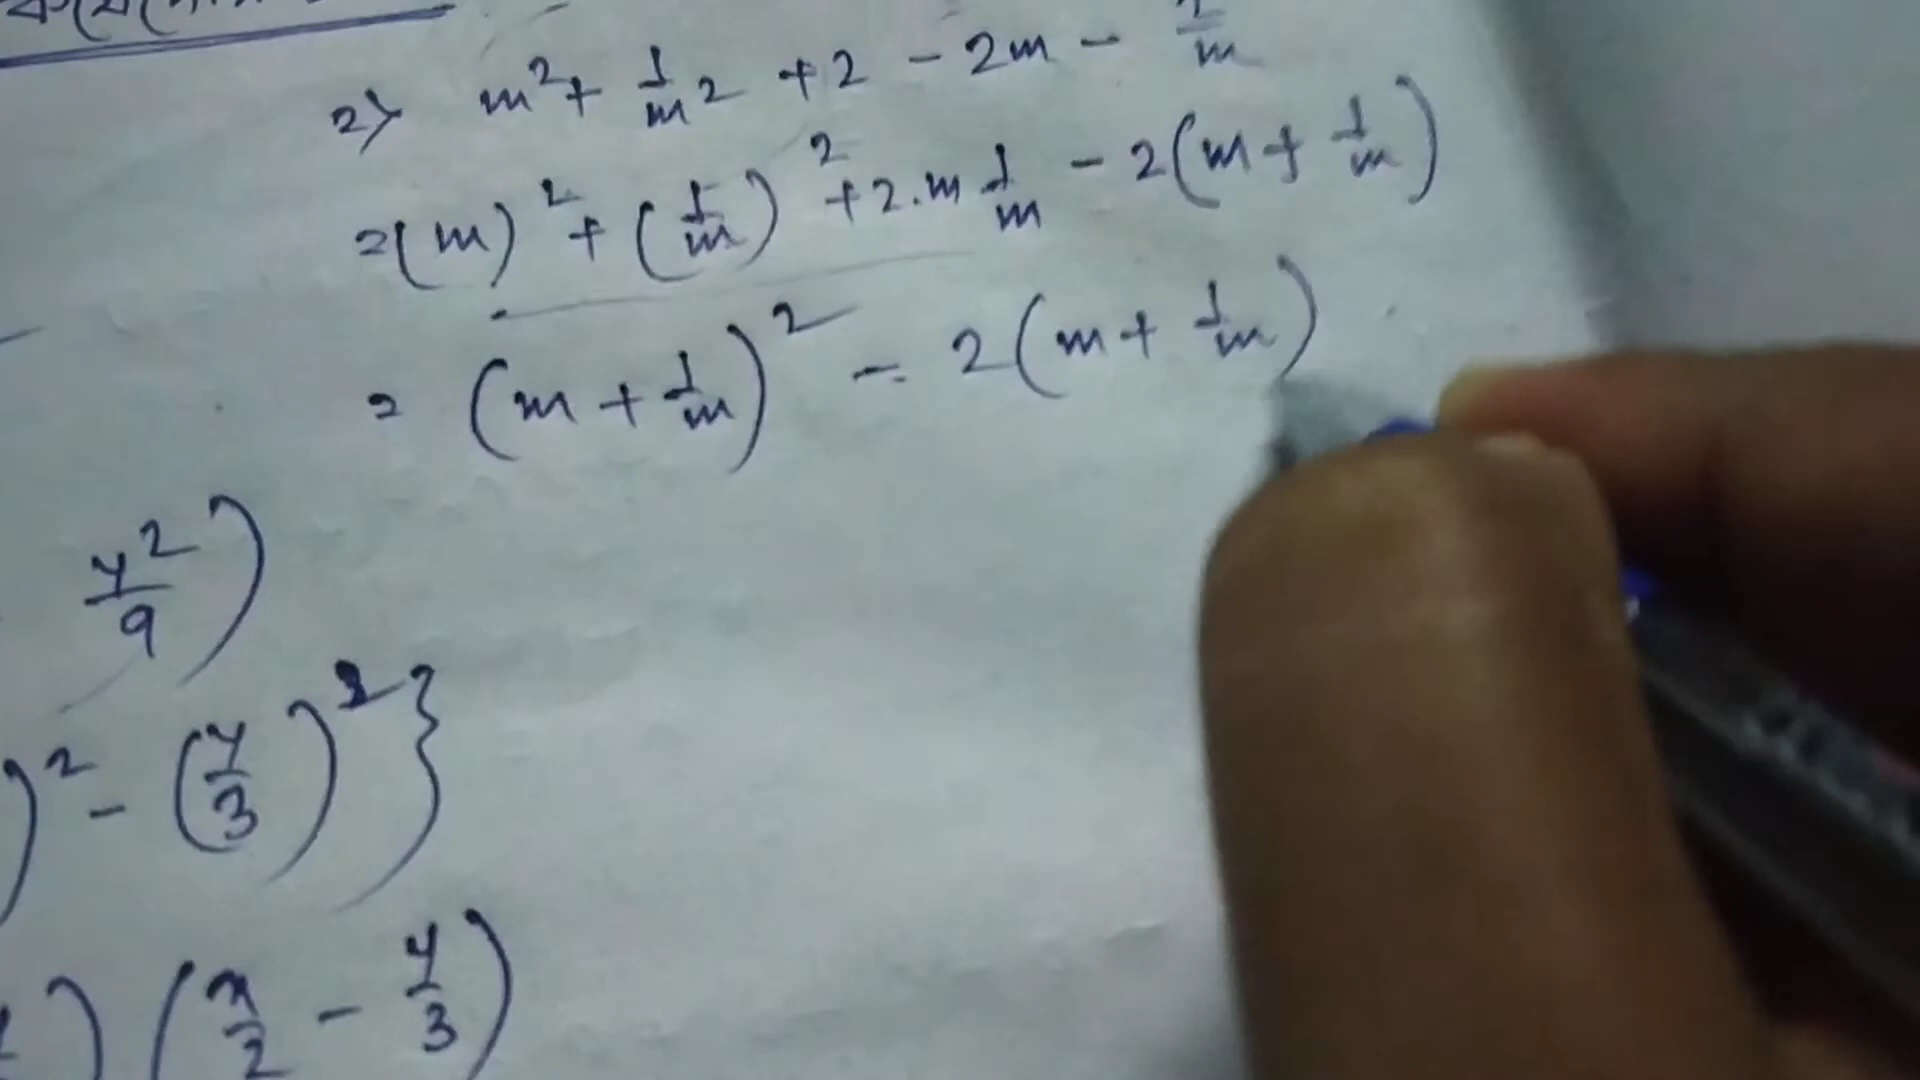 2) m² + 1/m² + 2 - 2m - 2/m
= (m)² + (1/m)² + 2.m 1/m - 2(m + 1/m)
= (m + 1/m)² - 2(m + 1/m)
y²/9)
)² - (y/3)²}
) (x/2 - y/3)